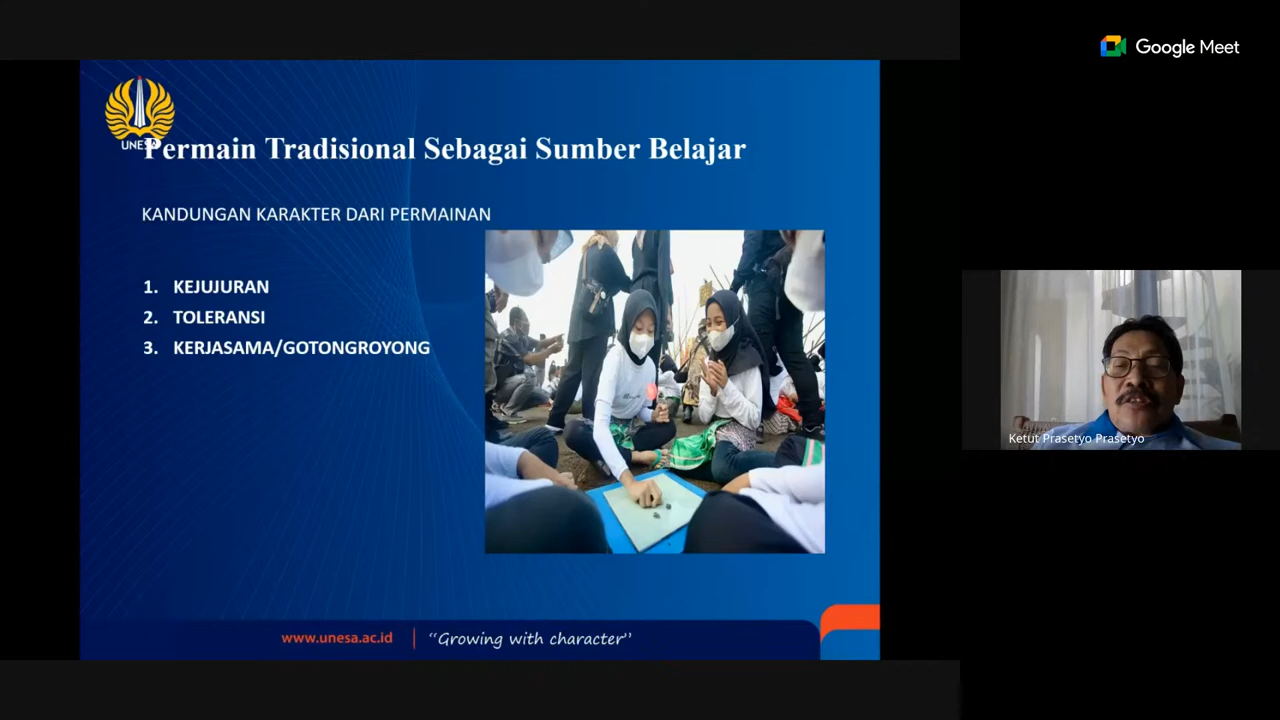 Google Meet
UNESA
Permain Tradisional Sebagai Sumber Belajar
KANDUNGAN KARAKTER DARI PERMAINAN
1. KEJUJURAN
2. TOLERANSI
3. KERJASAMA/GOTONGROYONG
Ketut Prasetyo Prasetyo
www.unesa.ac.id
“Growing with character”